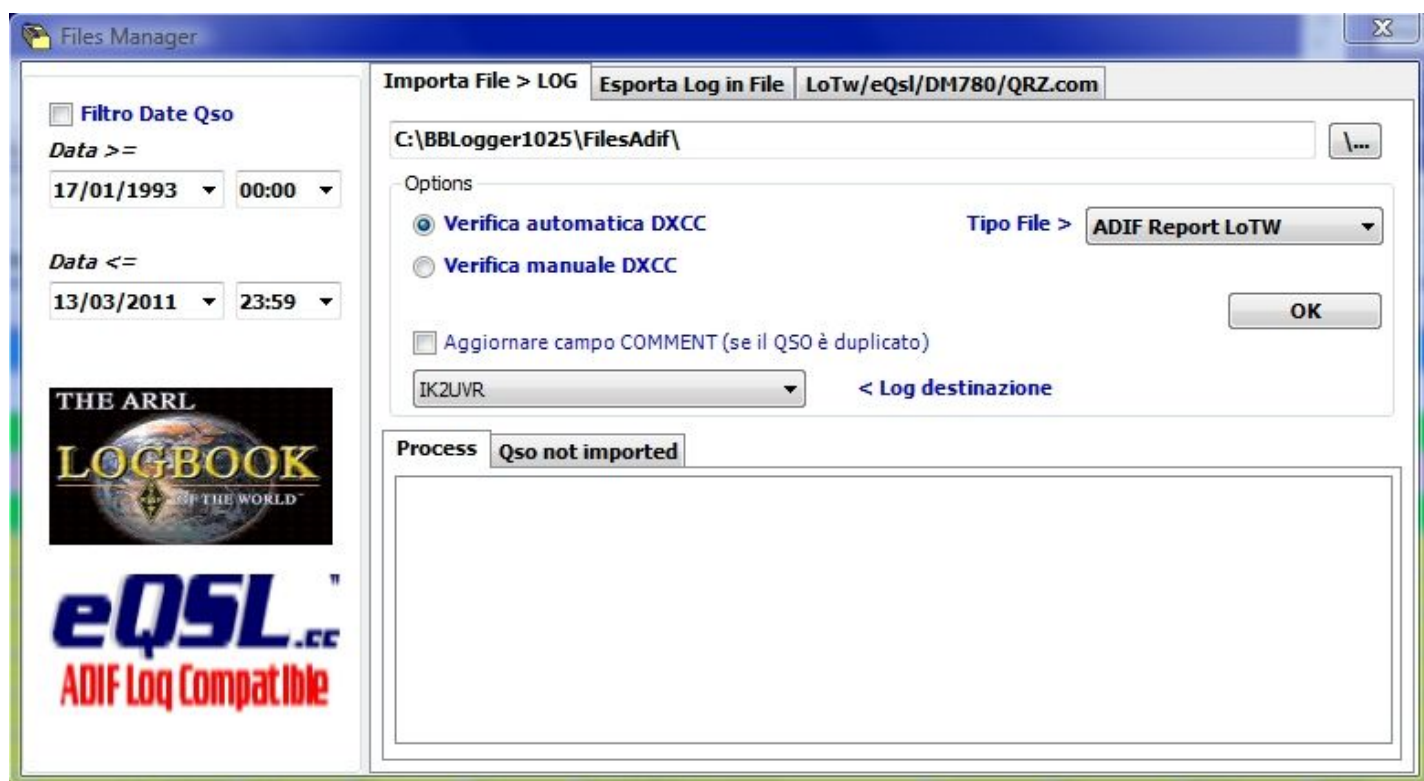 Files Manager
Filtro Date Qso
Data >=
17/01/1993 00:00
Data <=
13/03/2011 23:59
THE ARRL
LOGBOOK
OF THE WORLD
eQSL.cc™
ADIF Log Compatible
Importa File > LOG Esporta Log in File LoTw/eQsl/DM780/QRZ.com
C:\BBLogger1025\FilesAdif\ \...
Options
Verifica automatica DXCC Tipo File > ADIF Report LoTW
Verifica manuale DXCC
OK
Aggiornare campo COMMENT (se il QSO è duplicato)
IK2UVR < Log destinazione
Process Qso not imported